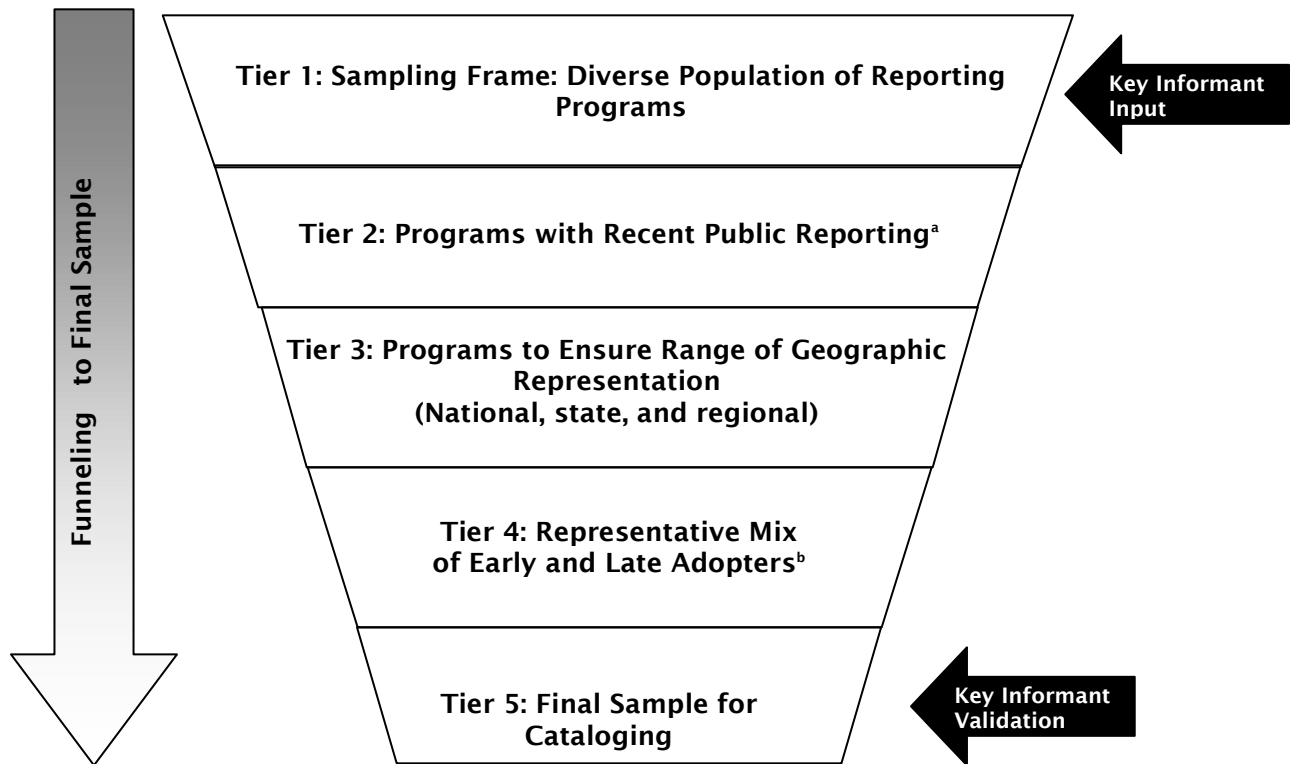 Tier 1: Sampling Frame: Diverse Population of Reporting
Programs
Key Informant
Input
Tier 2: Programs with Recent Public Reportingᵃ
Funneling to Final Sample
Tier 3: Programs to Ensure Range of Geographic
Representation
(National, state, and regional)
Tier 4: Representative Mix
of Early and Late Adoptersᵇ
Tier 5: Final Sample for
Cataloging
Key Informant
Validation